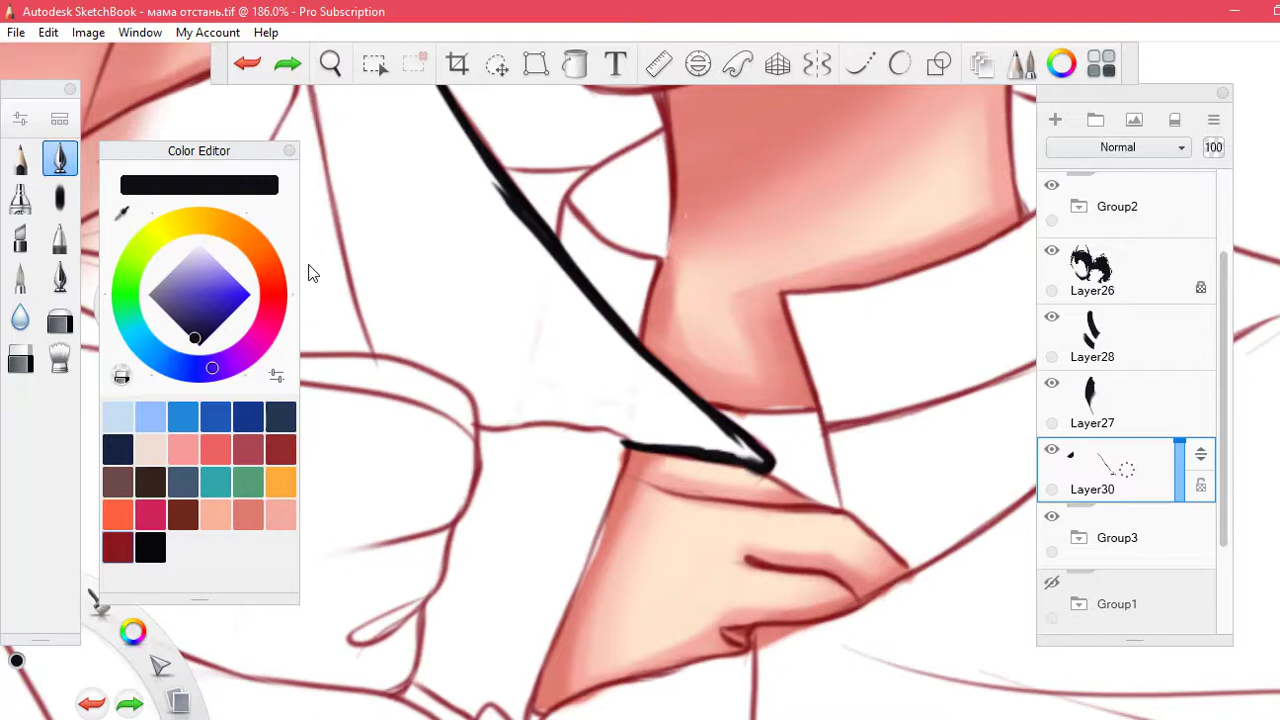 Autodesk SketchBook - мама отстань.tif @ 186.0% - Pro Subscription
File Edit Image Window My Account Help
T
Color Editor
Normal 100
Group2
Layer26
Layer28
Layer27
Layer30
Group3
Group1